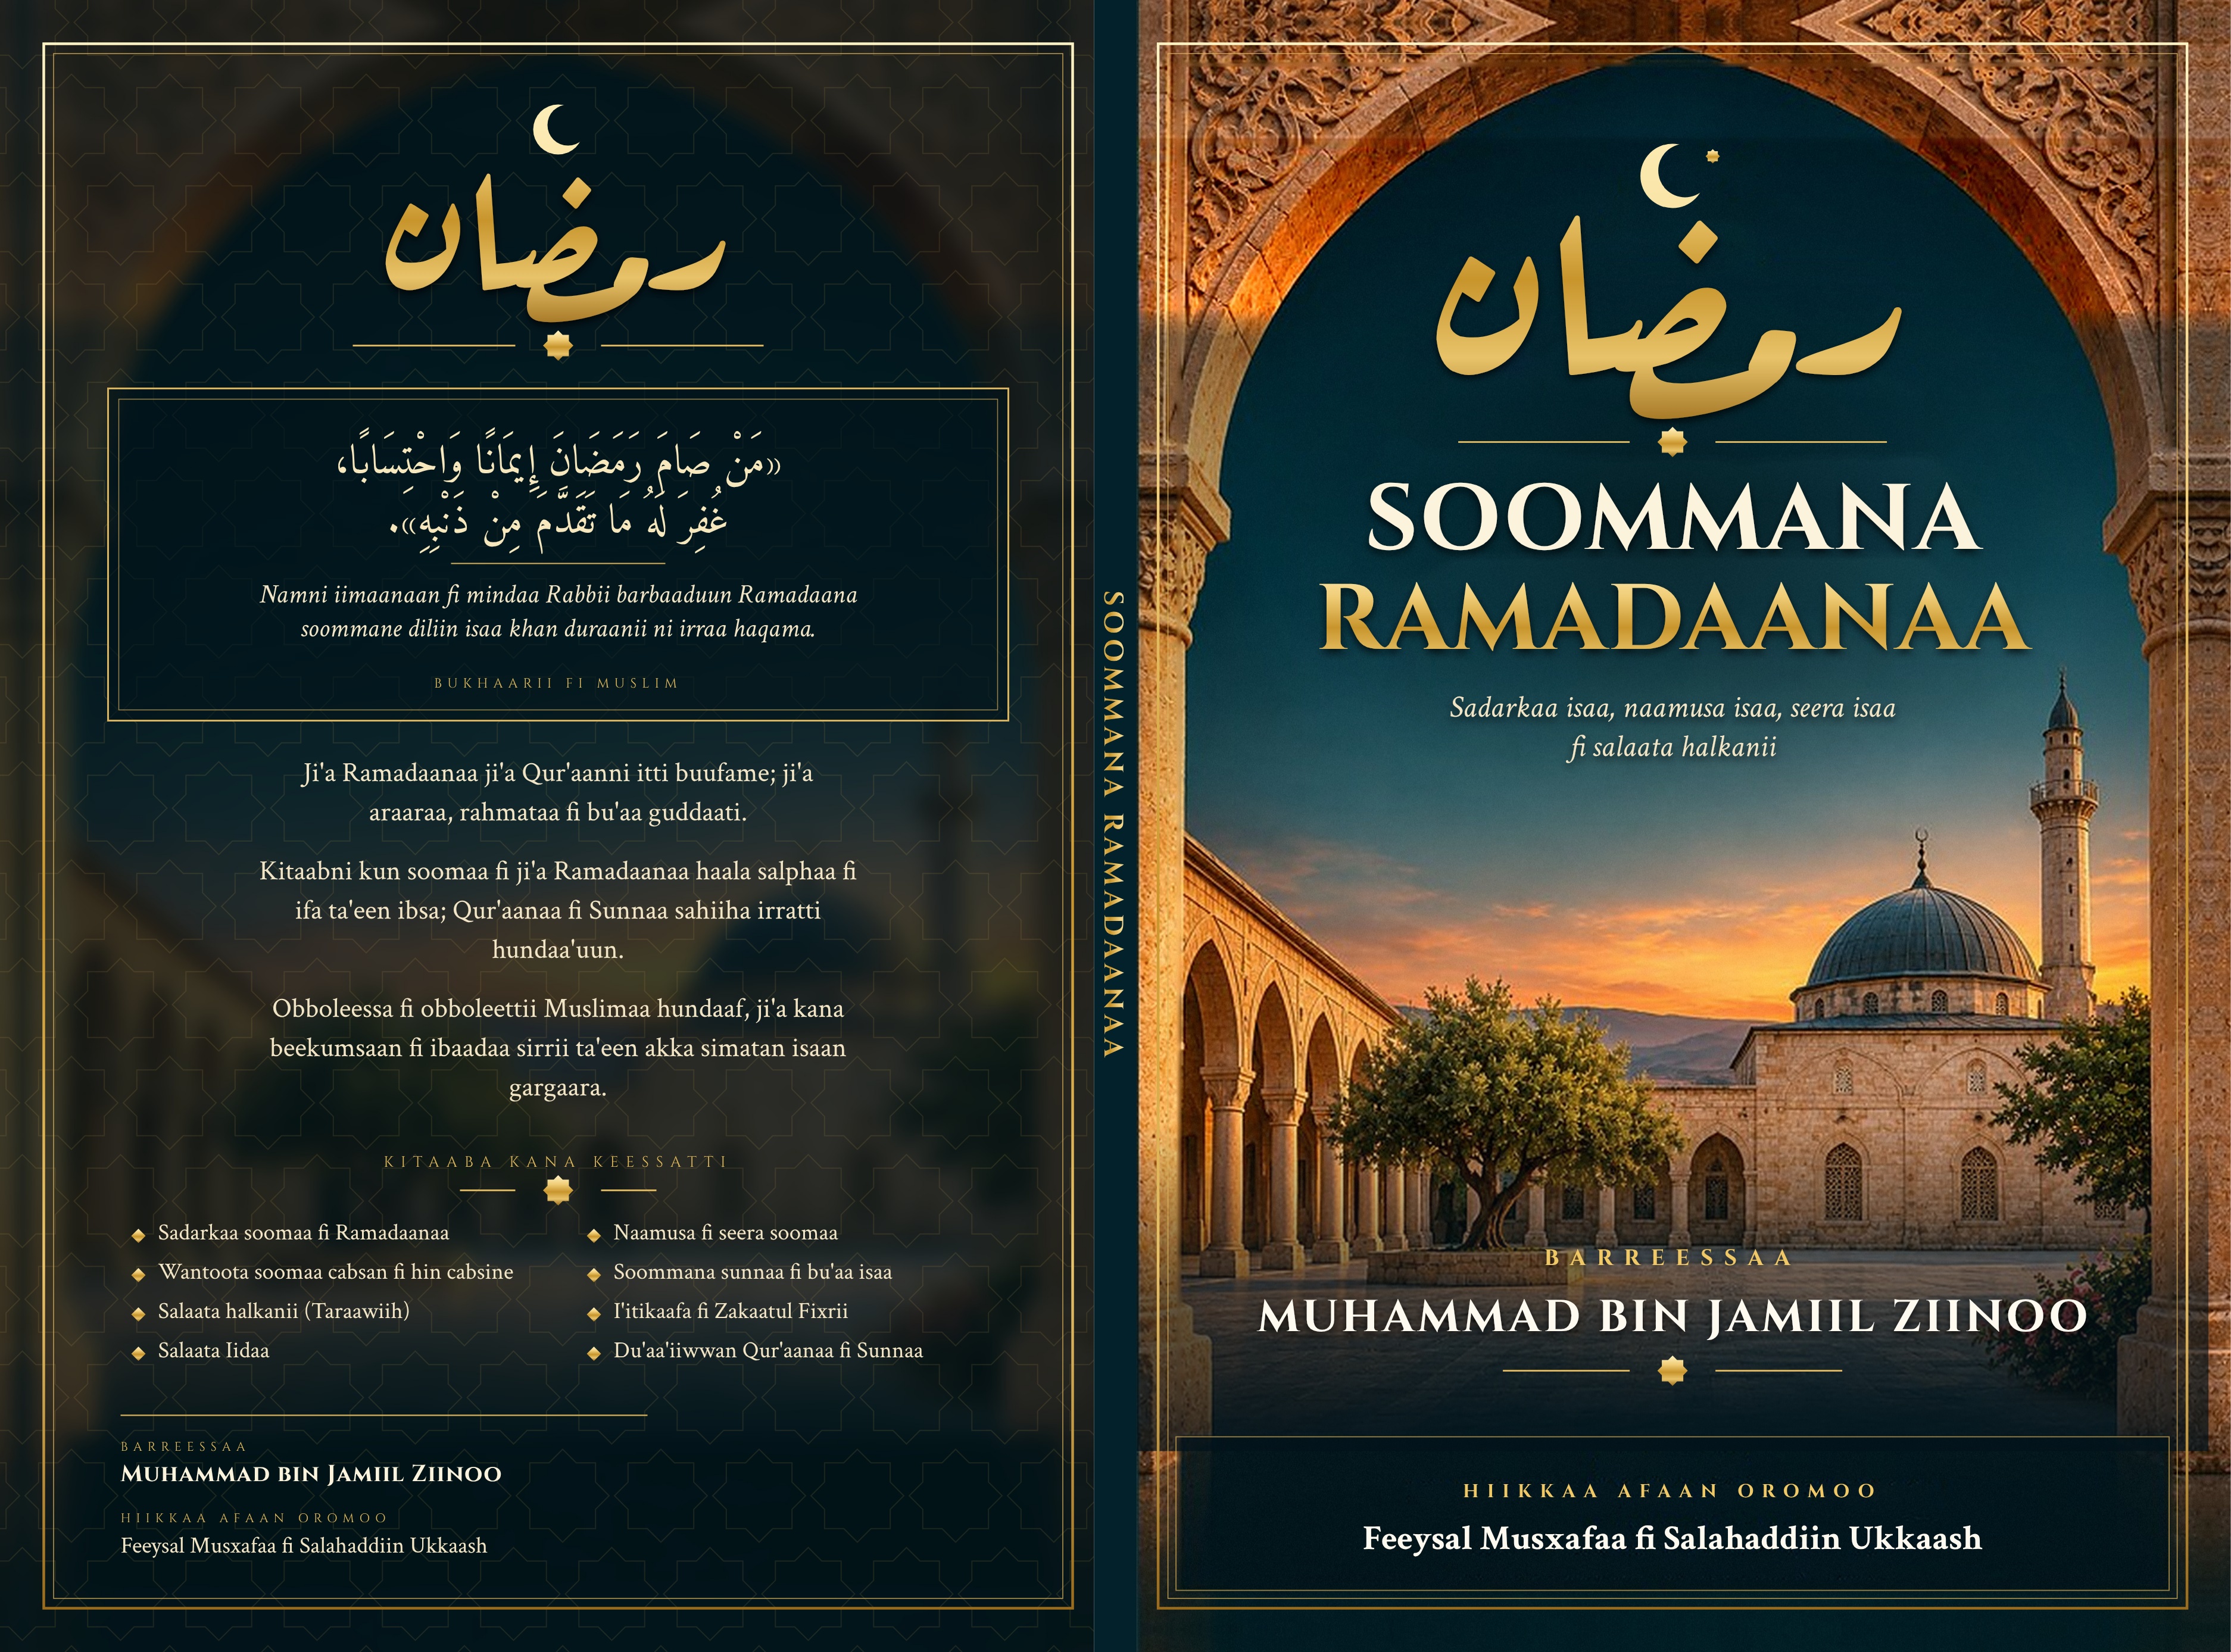 رمضان
«مَنْ صَامَ رَمَضَانَ إِيمَانًا وَاحْتِسَابًا،
غُفِرَ لَهُ مَا تَقَدَّمَ مِنْ ذَنْبِهِ».
Namni iimaanaan fi mindaa Rabbii barbaaduun Ramadaana
soommane diliin isaa khan duraanii ni irraa haqama.
BUKHAARII FI MUSLIM
Ji'a Ramadaanaa ji'a Qur'aanni itti buufame; ji'a
araaraa, rahmataa fi bu'aa guddaati.
Kitaabni kun soomaa fi ji'a Ramadaanaa haala salphaa fi
ifa ta'een ibsa; Qur'aanaa fi Sunnaa sahiiha irratti
hundaa'uun.
Obboleessa fi obboleettii Muslimaa hundaaf, ji'a kana
beekumsaan fi ibaadaa sirrii ta'een akka simatan isaan
gargaara.
KITAABA KANA KEESSATTI
Sadarkaa soomaa fi Ramadaanaa
Wantoota soomaa cabsan fi hin cabsine
Salaata halkanii (Taraawiih)
Salaata Iidaa
Naamusa fi seera soomaa
Soommana sunnaa fi bu'aa isaa
I'itikaafa fi Zakaatul Fixrii
Du'aa'iiwwan Qur'aanaa fi Sunnaa
BARREESSAA
MUHAMMAD BIN JAMIIL ZIINOO
HIIKKAA AFAAN OROMOO
Feeysal Musxafaa fi Salahaddiin Ukkaash
SOOMMANA RAMADAANAA
رمضان
SOOMMANA
RAMADAANAA
Sadarkaa isaa, naamusa isaa, seera isaa
fi salaata halkanii
BARREESSAA
MUHAMMAD BIN JAMIIL ZIINOO
HIIKKAA AFAAN OROMOO
Feeysal Musxafaa fi Salahaddiin Ukkaash